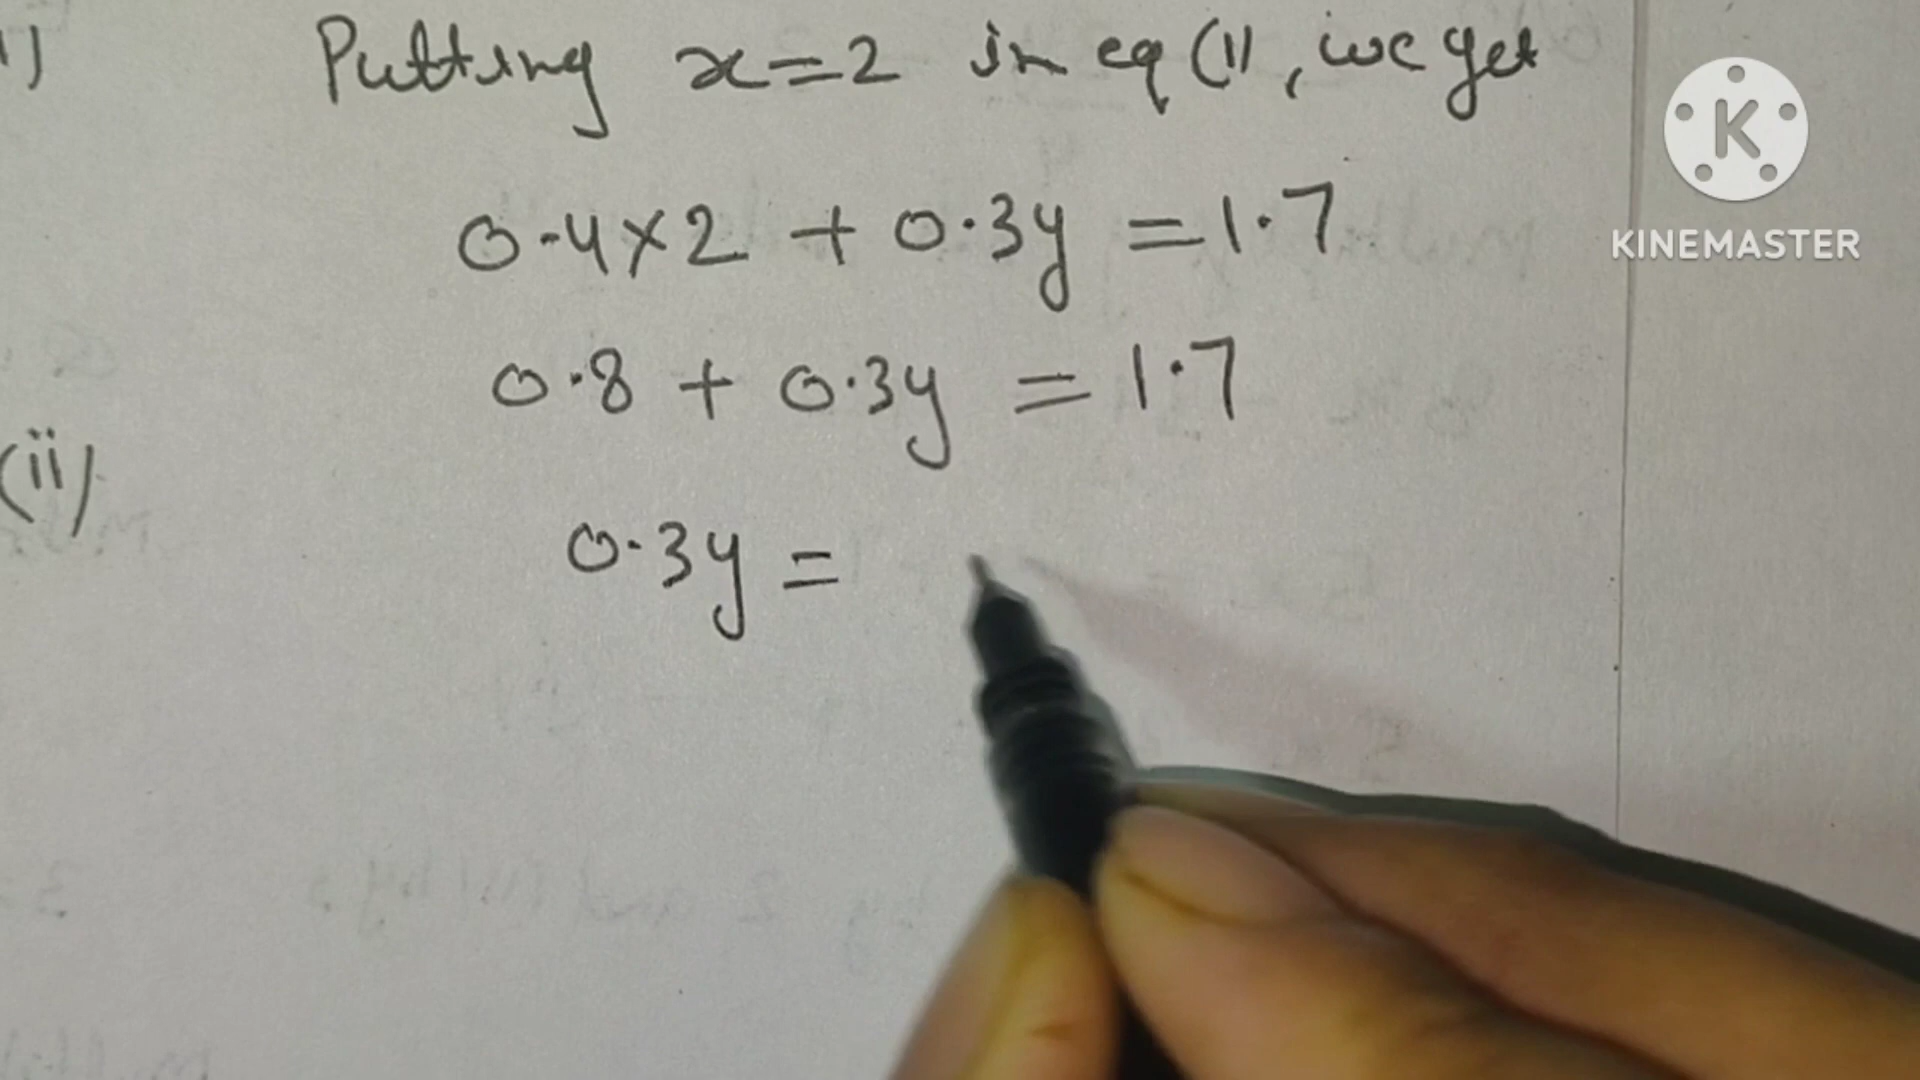 1) Putting x=2 in eq (1), we get
0.4×2 + 0.3y = 1.7
0.8 + 0.3y = 1.7
(ii)
0.3y =
K
KINEMASTER